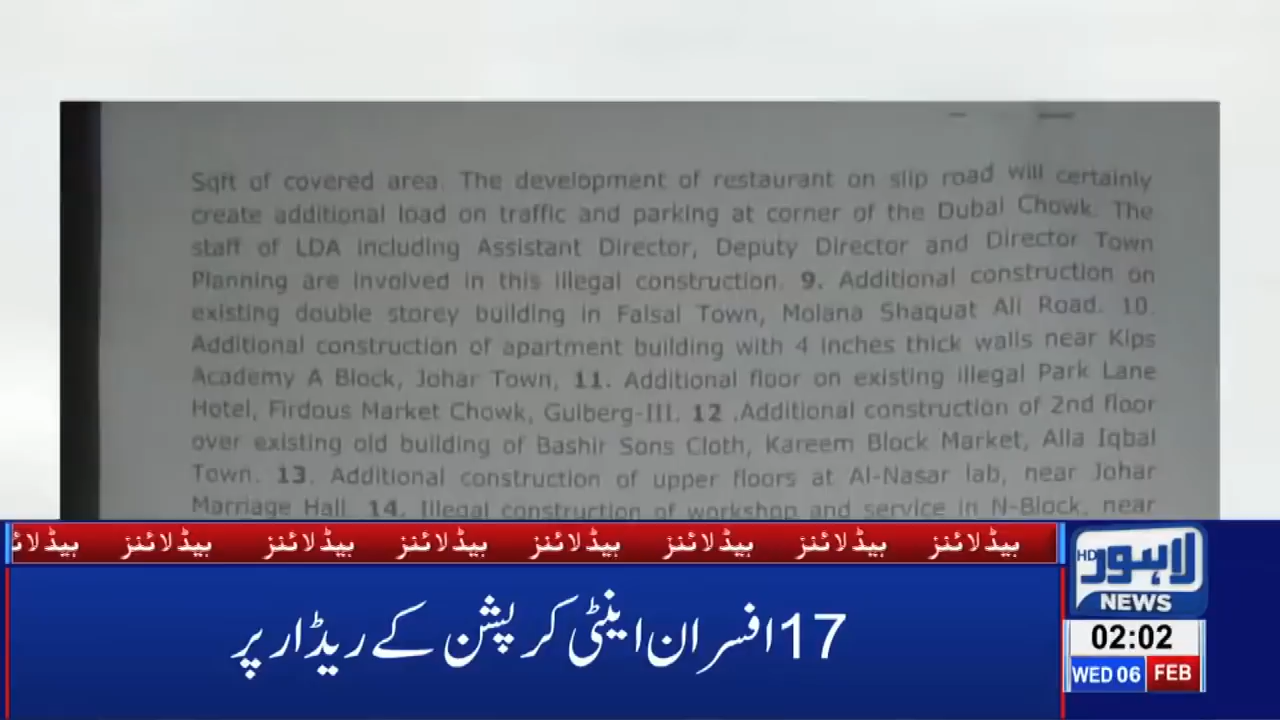 Sqft of covered area. The development of restaurant on slip road will certainly
create additional load on traffic and parking at corner of the Dubai Chowk. The
staff of LDA including Assistant Director, Deputy Director and Director Town
Planning are involved in this illegal construction. 9. Additional construction on
existing double storey building in Faisal Town, Molana Shaquat Ali Road. 10.
Additional construction of apartment building with 4 inches thick walls near Kips
Academy A Block, Johar Town, 11. Additional floor on existing illegal Park Lane
Hotel, Firdous Market Chowk, Gulberg-III. 12 .Additional construction of 2nd floor
over existing old building of Bashir Sons Cloth, Kareem Block Market, Alla Iqbal
Town. 13. Additional construction of upper floors at Al-Nasar lab, near Johar
Marriage Hall. 14. Illegal construction of workshop and service in N-Block, near
ہیڈلائنز ہیڈلائنز ہیڈلائنز ہیڈلائنز ہیڈلائنز ہیڈلائنز ہیڈلائنز ہیڈلائ
17 افسران اینٹی کرپشن کے ریڈار پر
HD لاہور
NEWS
02:02
WED 06 FEB